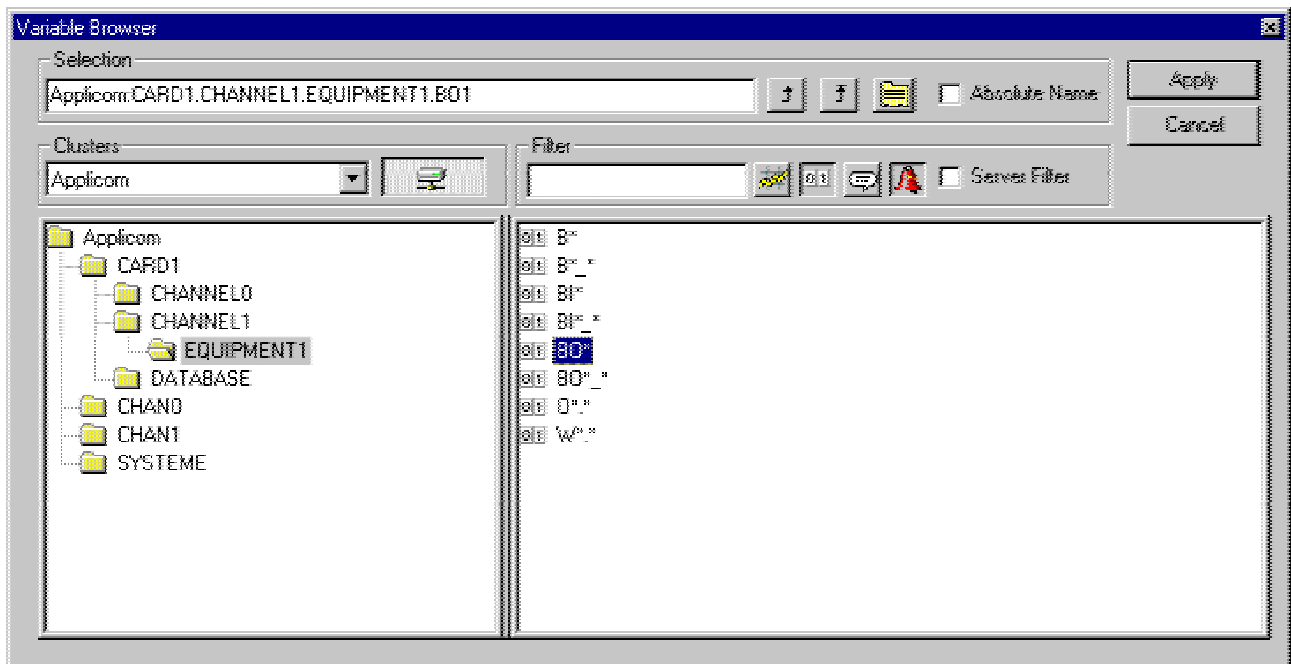 Variable Browser
Selection
Applicom:CARD1.CHANNEL1.EQUIPMENT1.BO1
Absolute Name
Apply
Cancel
Clusters
Applicom
Filter
Server Filter
Applicom
CARD1
CHANNEL0
CHANNEL1
EQUIPMENT1
DATABASE
CHAN0
CHAN1
SYSTEME
B*
B*_*
BI*
BI*_*
BO*
BO*_*
O*.*
W*.*